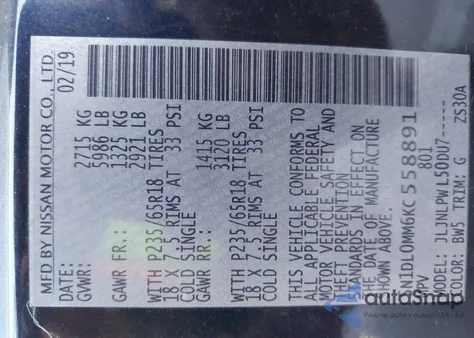 MFD BY NISSAN MOTOR CO., LTD.
DATE: 02/19
GVWR: 2715 KG
5986 LB
GAWR FR.: 1325 KG
2921 LB
WITH P235/65R18 TIRES
18 X 7.5 RIMS AT 33 PSI
COLD SINGLE
GAWR RR.: 1415 KG
3120 LB
WITH P235/65R18 TIRES
18 X 7.5 RIMS AT 33 PSI
COLD SINGLE
THIS VEHICLE CONFORMS TO
ALL APPLICABLE FEDERAL
MOTOR VEHICLE SAFETY AND
THEFT PREVENTION
STANDARDS IN EFFECT ON
THE DATE OF MANUFACTURE
SHOWN ABOVE.
5N1DL0MM6KC558891
MPV 801
MODEL: JLJNLPWL50DU7-----
COLOR: BW5 TRIM: G ZS30A
autoSnap